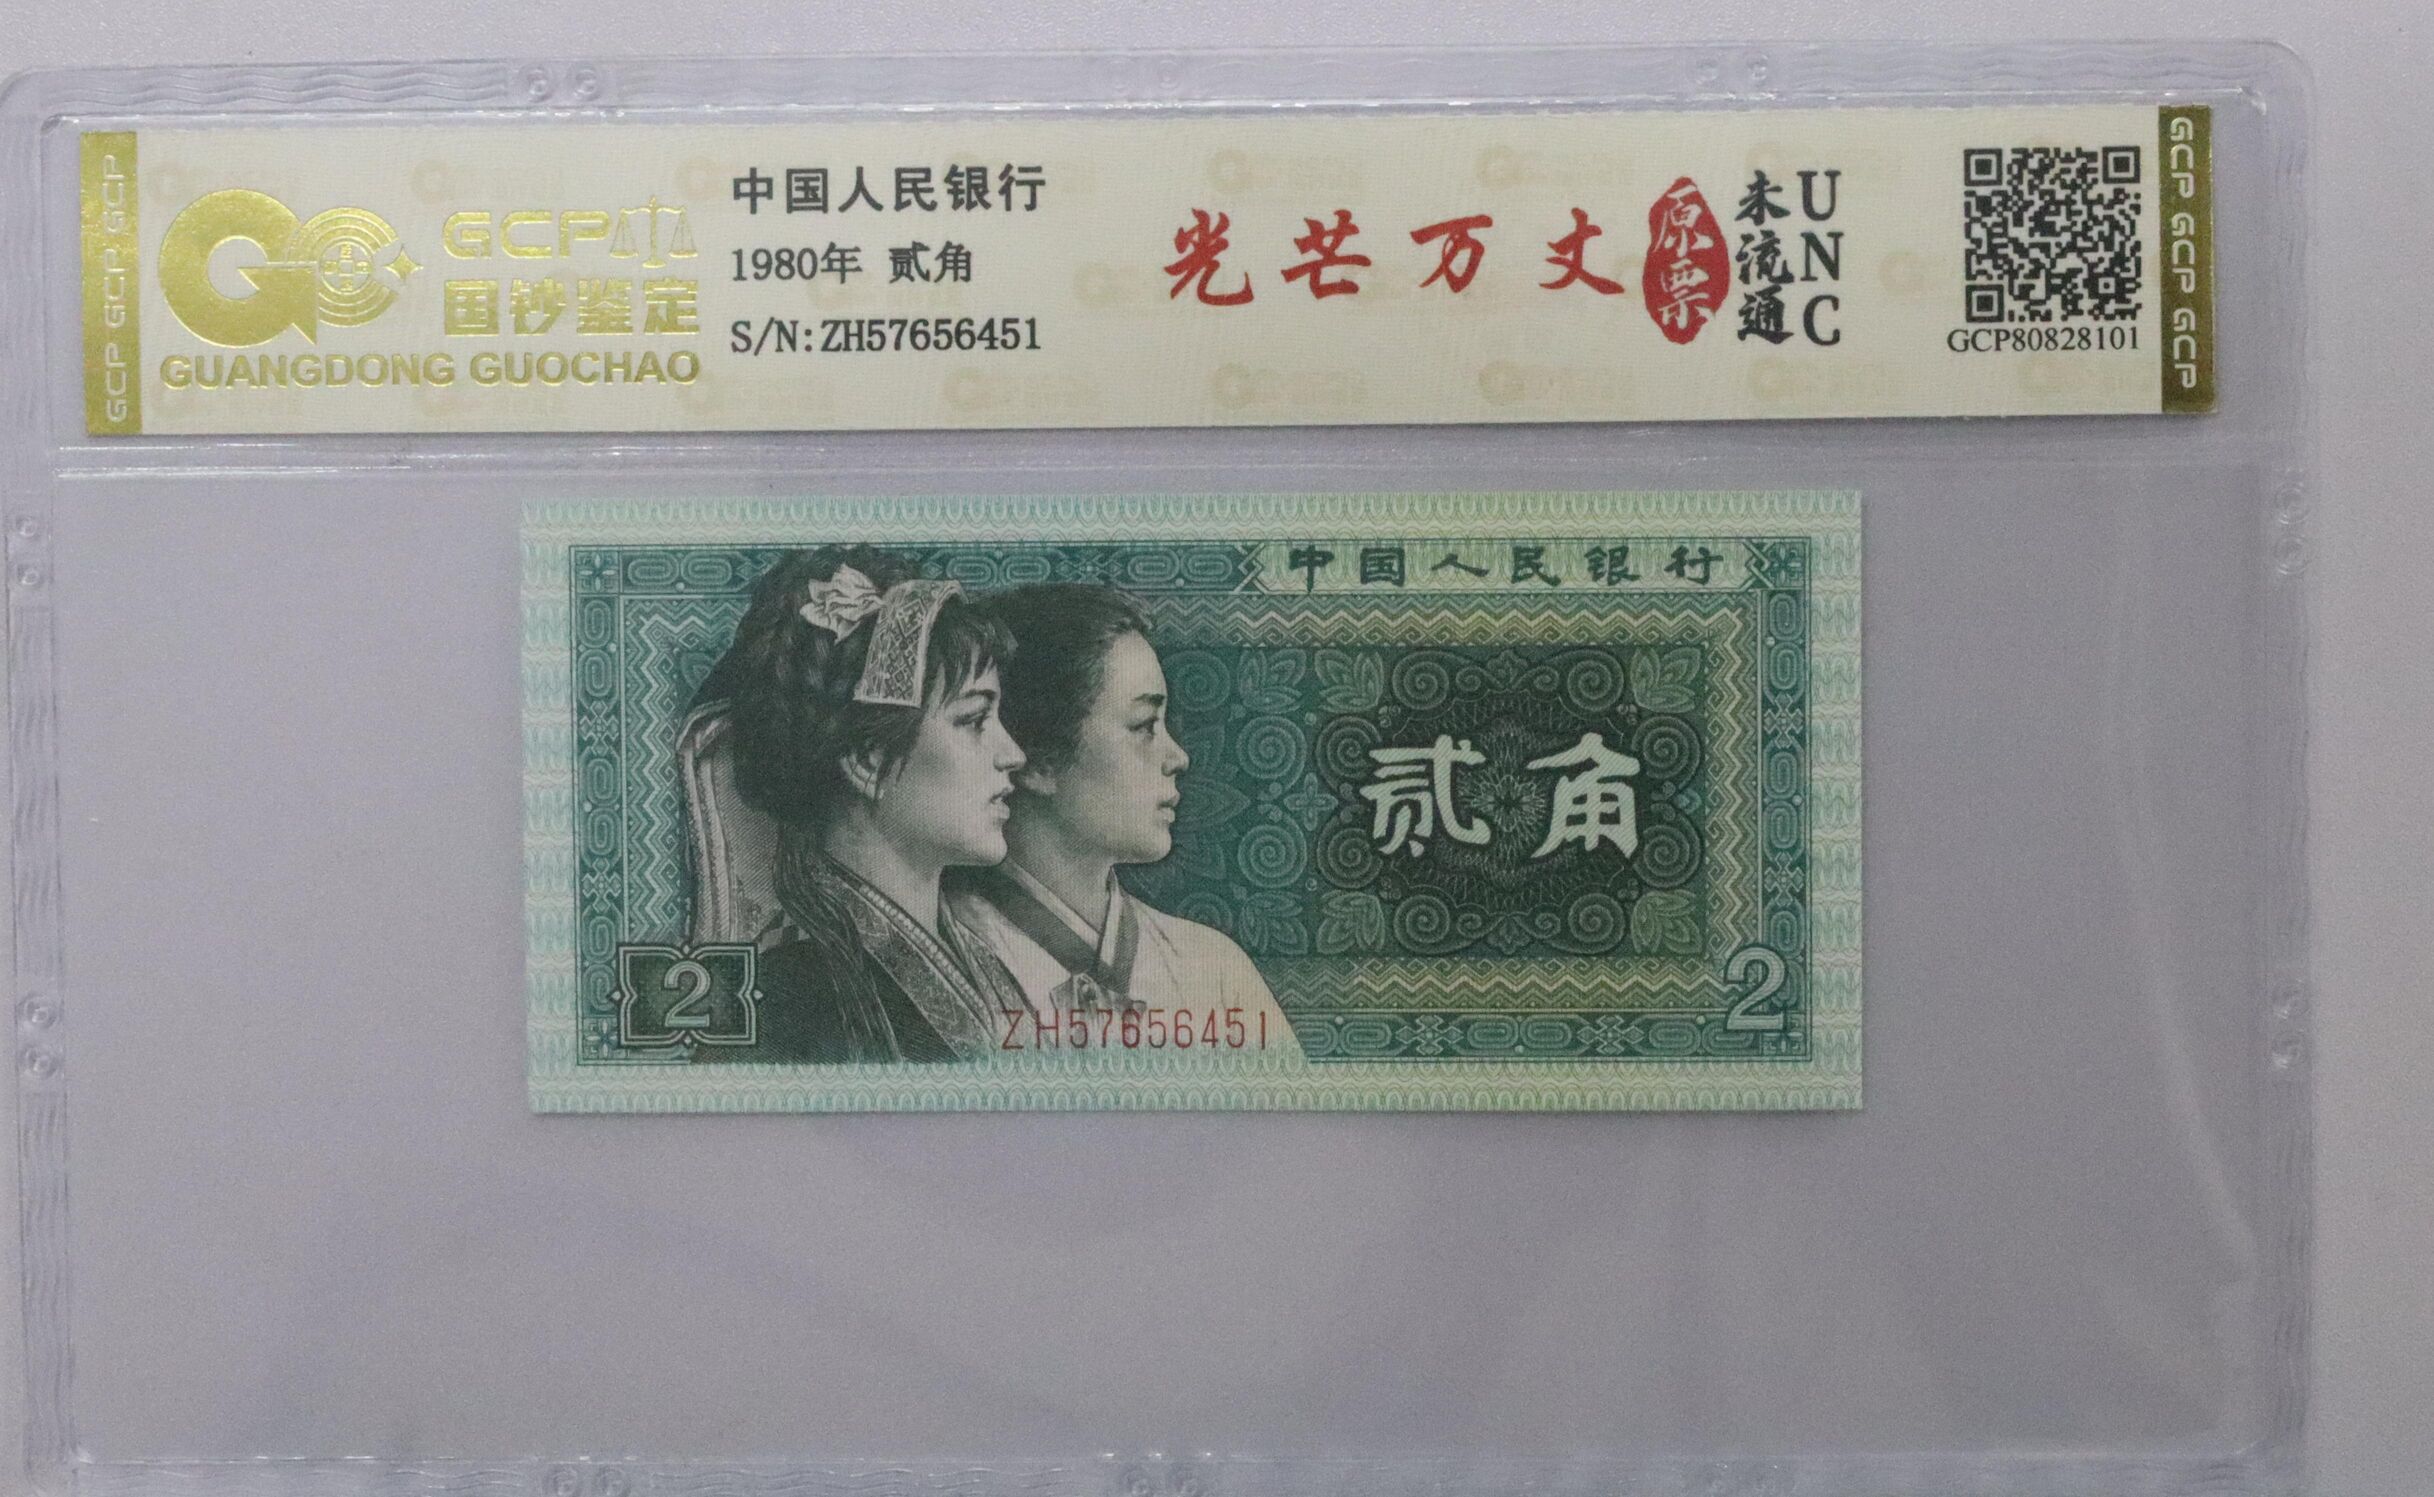 GCP GCP GCP
GCP
国钞鉴定
GUANGDONG GUOCHAO
中国人民银行
1980年 贰角
S/N:ZH57656451
光芒万丈
原票
未流通
UNC
GCP80828101
GCP GCP GCP
中国人民银行
贰角
2
2
ZH57656451